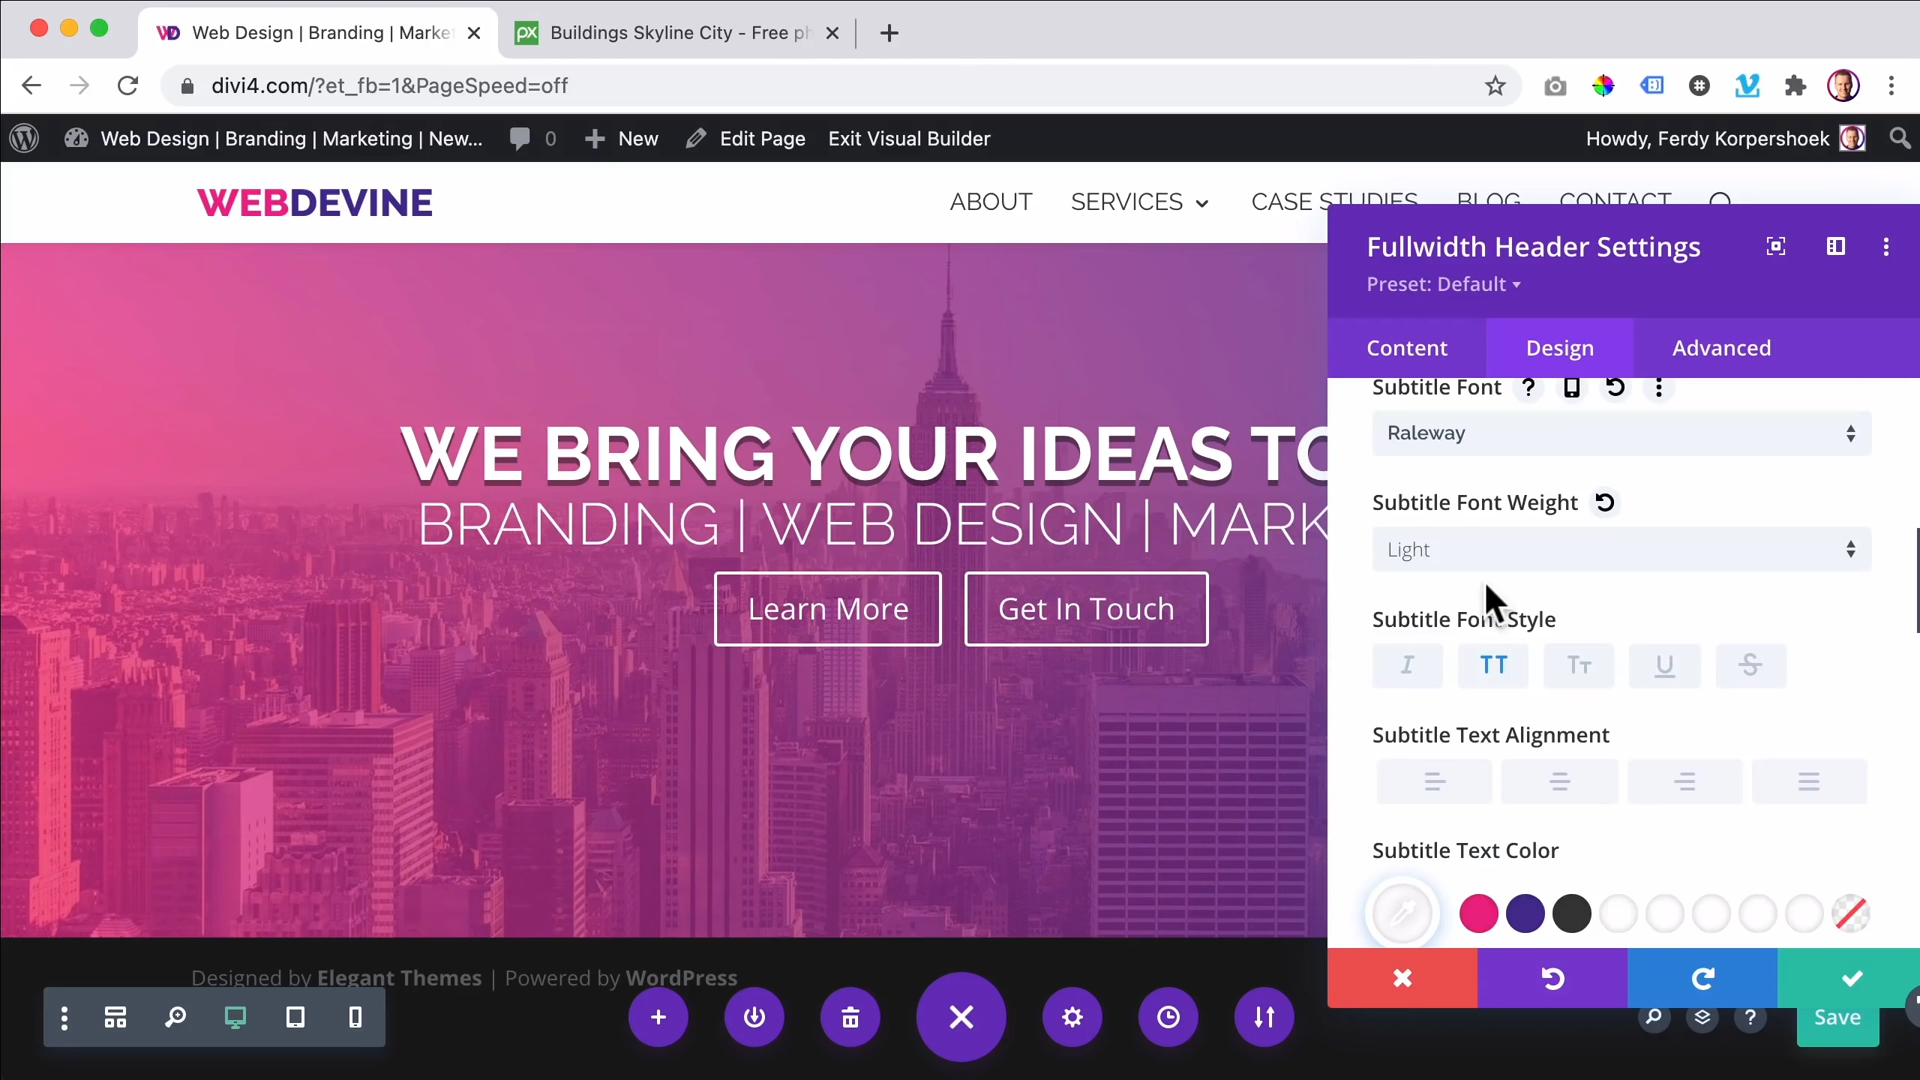 Web Design | Branding | Marke
Buildings Skyline City - Free ph
divi4.com/?et_fb=1&PageSpeed=off
Web Design | Branding | Marketing | New...
0
New
Edit Page
Exit Visual Builder
Howdy, Ferdy Korpershoek
WEBDEVINE
ABOUT
SERVICES
CASE STUDIES
BLOG
CONTACT
Fullwidth Header Settings
Preset: Default
Content
Design
Advanced
Subtitle Font
Raleway
Subtitle Font Weight
Light
Subtitle Font Style
TT
Tt
Subtitle Text Alignment
Subtitle Text Color
WE BRING YOUR IDEAS TO
BRANDING | WEB DESIGN | MARK
Learn More
Get In Touch
Designed by Elegant Themes | Powered by WordPress
Save